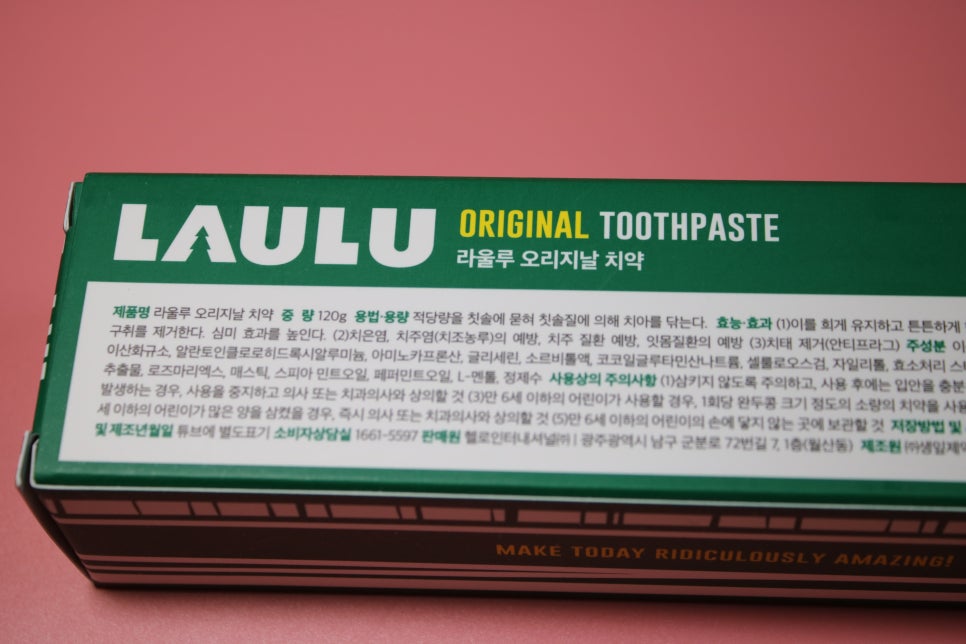 LAULU ORIGINAL TOOTHPASTE
라울루 오리지날 치약
제품명 라울루 오리지날 치약 중 량 120g 용법·용량 적당량을 칫솔에 묻혀 칫솔질에 의해 치아를 닦는다. 효능·효과 (1)이를 희게 유지하고 튼튼하게
구취를 제거한다. 심미 효과를 높인다. (2)치은염, 치주염(치조농루)의 예방, 치주 질환 예방, 잇몸질환의 예방 (3)치태 제거(안티프라그) 주성분 이
이산화규소, 알란토인클로로히드록시알루미늄, 아미노카프론산, 글리세린, 소르비톨액, 코코일글루타민산나트륨, 셀룰로오스검, 자일리톨, 효소처리
추출물, 로즈마리엑스, 매스틱, 스피아 민트오일, 페퍼민트오일, L-멘톨, 정제수 사용상의 주의사항 (1)삼키지 않도록 주의하고, 사용 후에는 입안을 충분
발생하는 경우, 사용을 중지하고 의사 또는 치과의사와 상의할 것 (3)만 6세 이하의 어린이가 사용할 경우, 1회당 완두콩 크기 정도의 소량의 치약을 사용
세 이하의 어린이가 많은 양을 삼켰을 경우, 즉시 의사 또는 치과의사와 상의할 것 (5)만 6세 이하의 어린이의 손에 닿지 않는 곳에 보관할 것 저장방법 및
및 제조년월일 튜브에 별도표기 소비자상담실 1661-5597 판매원 헬로인터내셔널㈜ | 광주광역시 남구 군분로 72번길 7, 1층(월산동) 제조원 ㈜성일제약
MAKE TODAY RIDICULOUSLY AMAZING!